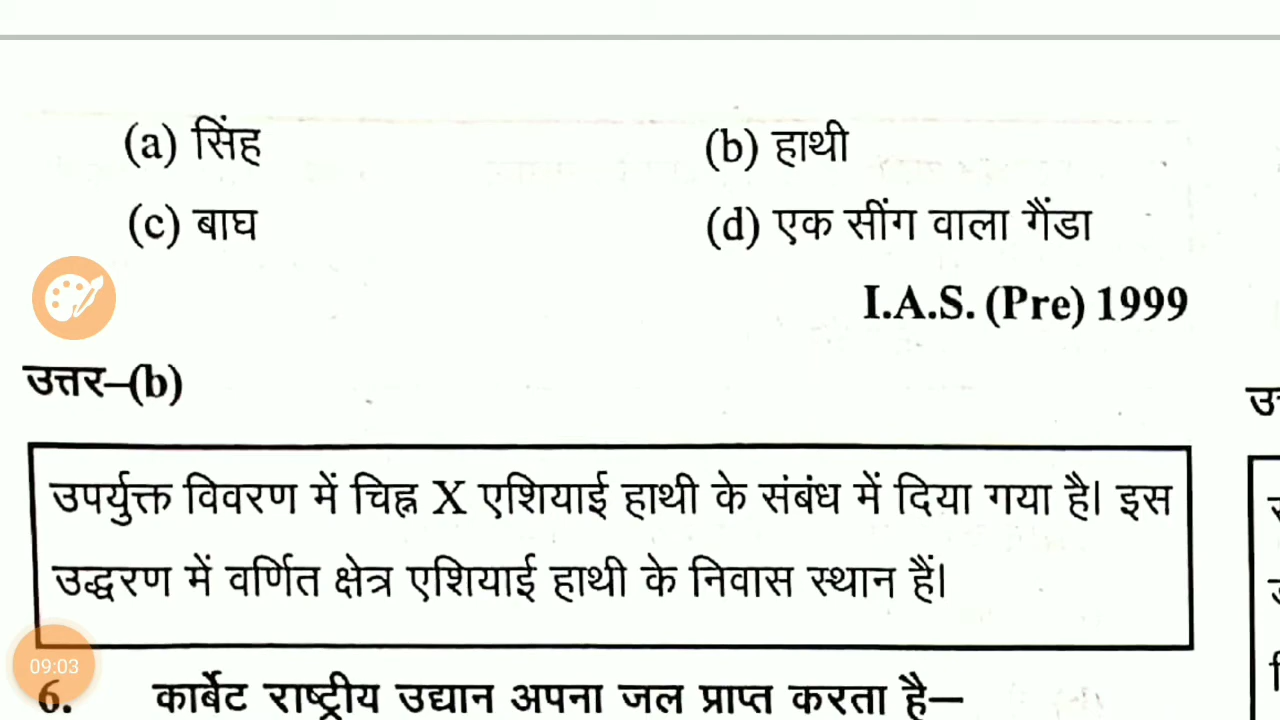 (a) सिंह
(b) हाथी
(c) बाघ
(d) एक सींग वाला गैंडा
I.A.S. (Pre) 1999
उत्तर–(b)
उपर्युक्त विवरण में चिह्न X एशियाई हाथी के संबंध में दिया गया है। इस
उद्धरण में वर्णित क्षेत्र एशियाई हाथी के निवास स्थान हैं।
09:03
6. कार्बेट राष्ट्रीय उद्यान अपना जल प्राप्त करता है—